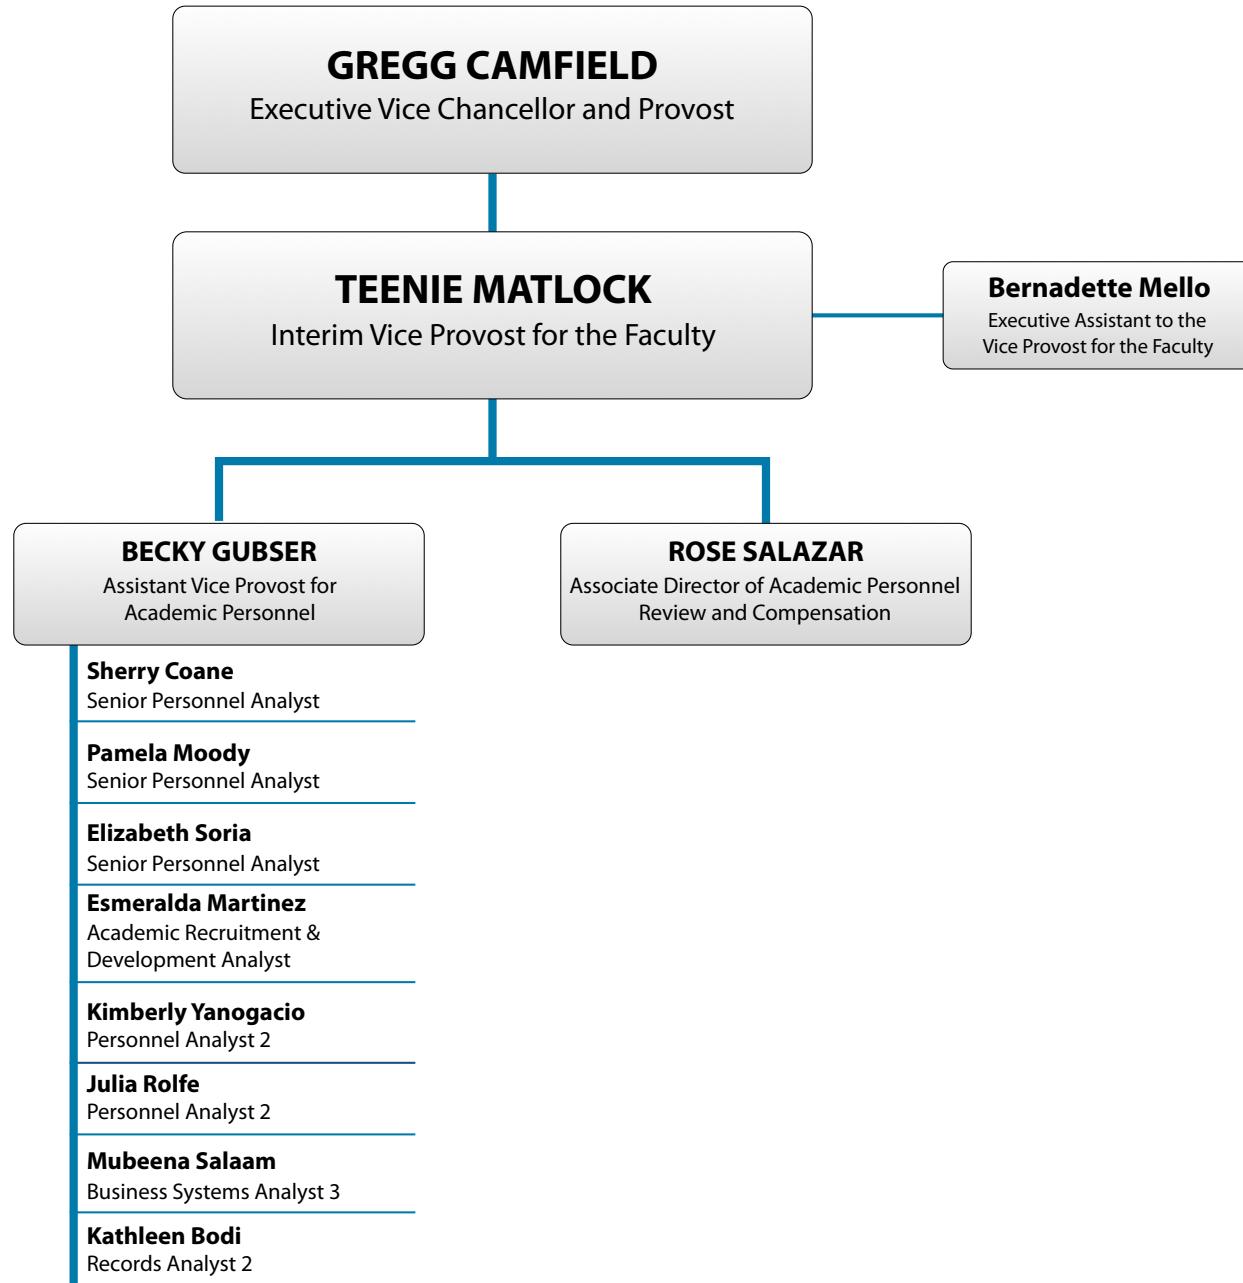 GREGG CAMFIELD
Executive Vice Chancellor and Provost
TEENIE MATLOCK
Interim Vice Provost for the Faculty
Bernadette Mello
Executive Assistant to the
Vice Provost for the Faculty
BECKY GUBSER
Assistant Vice Provost for
Academic Personnel
ROSE SALAZAR
Associate Director of Academic Personnel
Review and Compensation
Sherry Coane
Senior Personnel Analyst
Pamela Moody
Senior Personnel Analyst
Elizabeth Soria
Senior Personnel Analyst
Esmeralda Martinez
Academic Recruitment &
Development Analyst
Kimberly Yanogacio
Personnel Analyst 2
Julia Rolfe
Personnel Analyst 2
Mubeena Salaam
Business Systems Analyst 3
Kathleen Bodi
Records Analyst 2